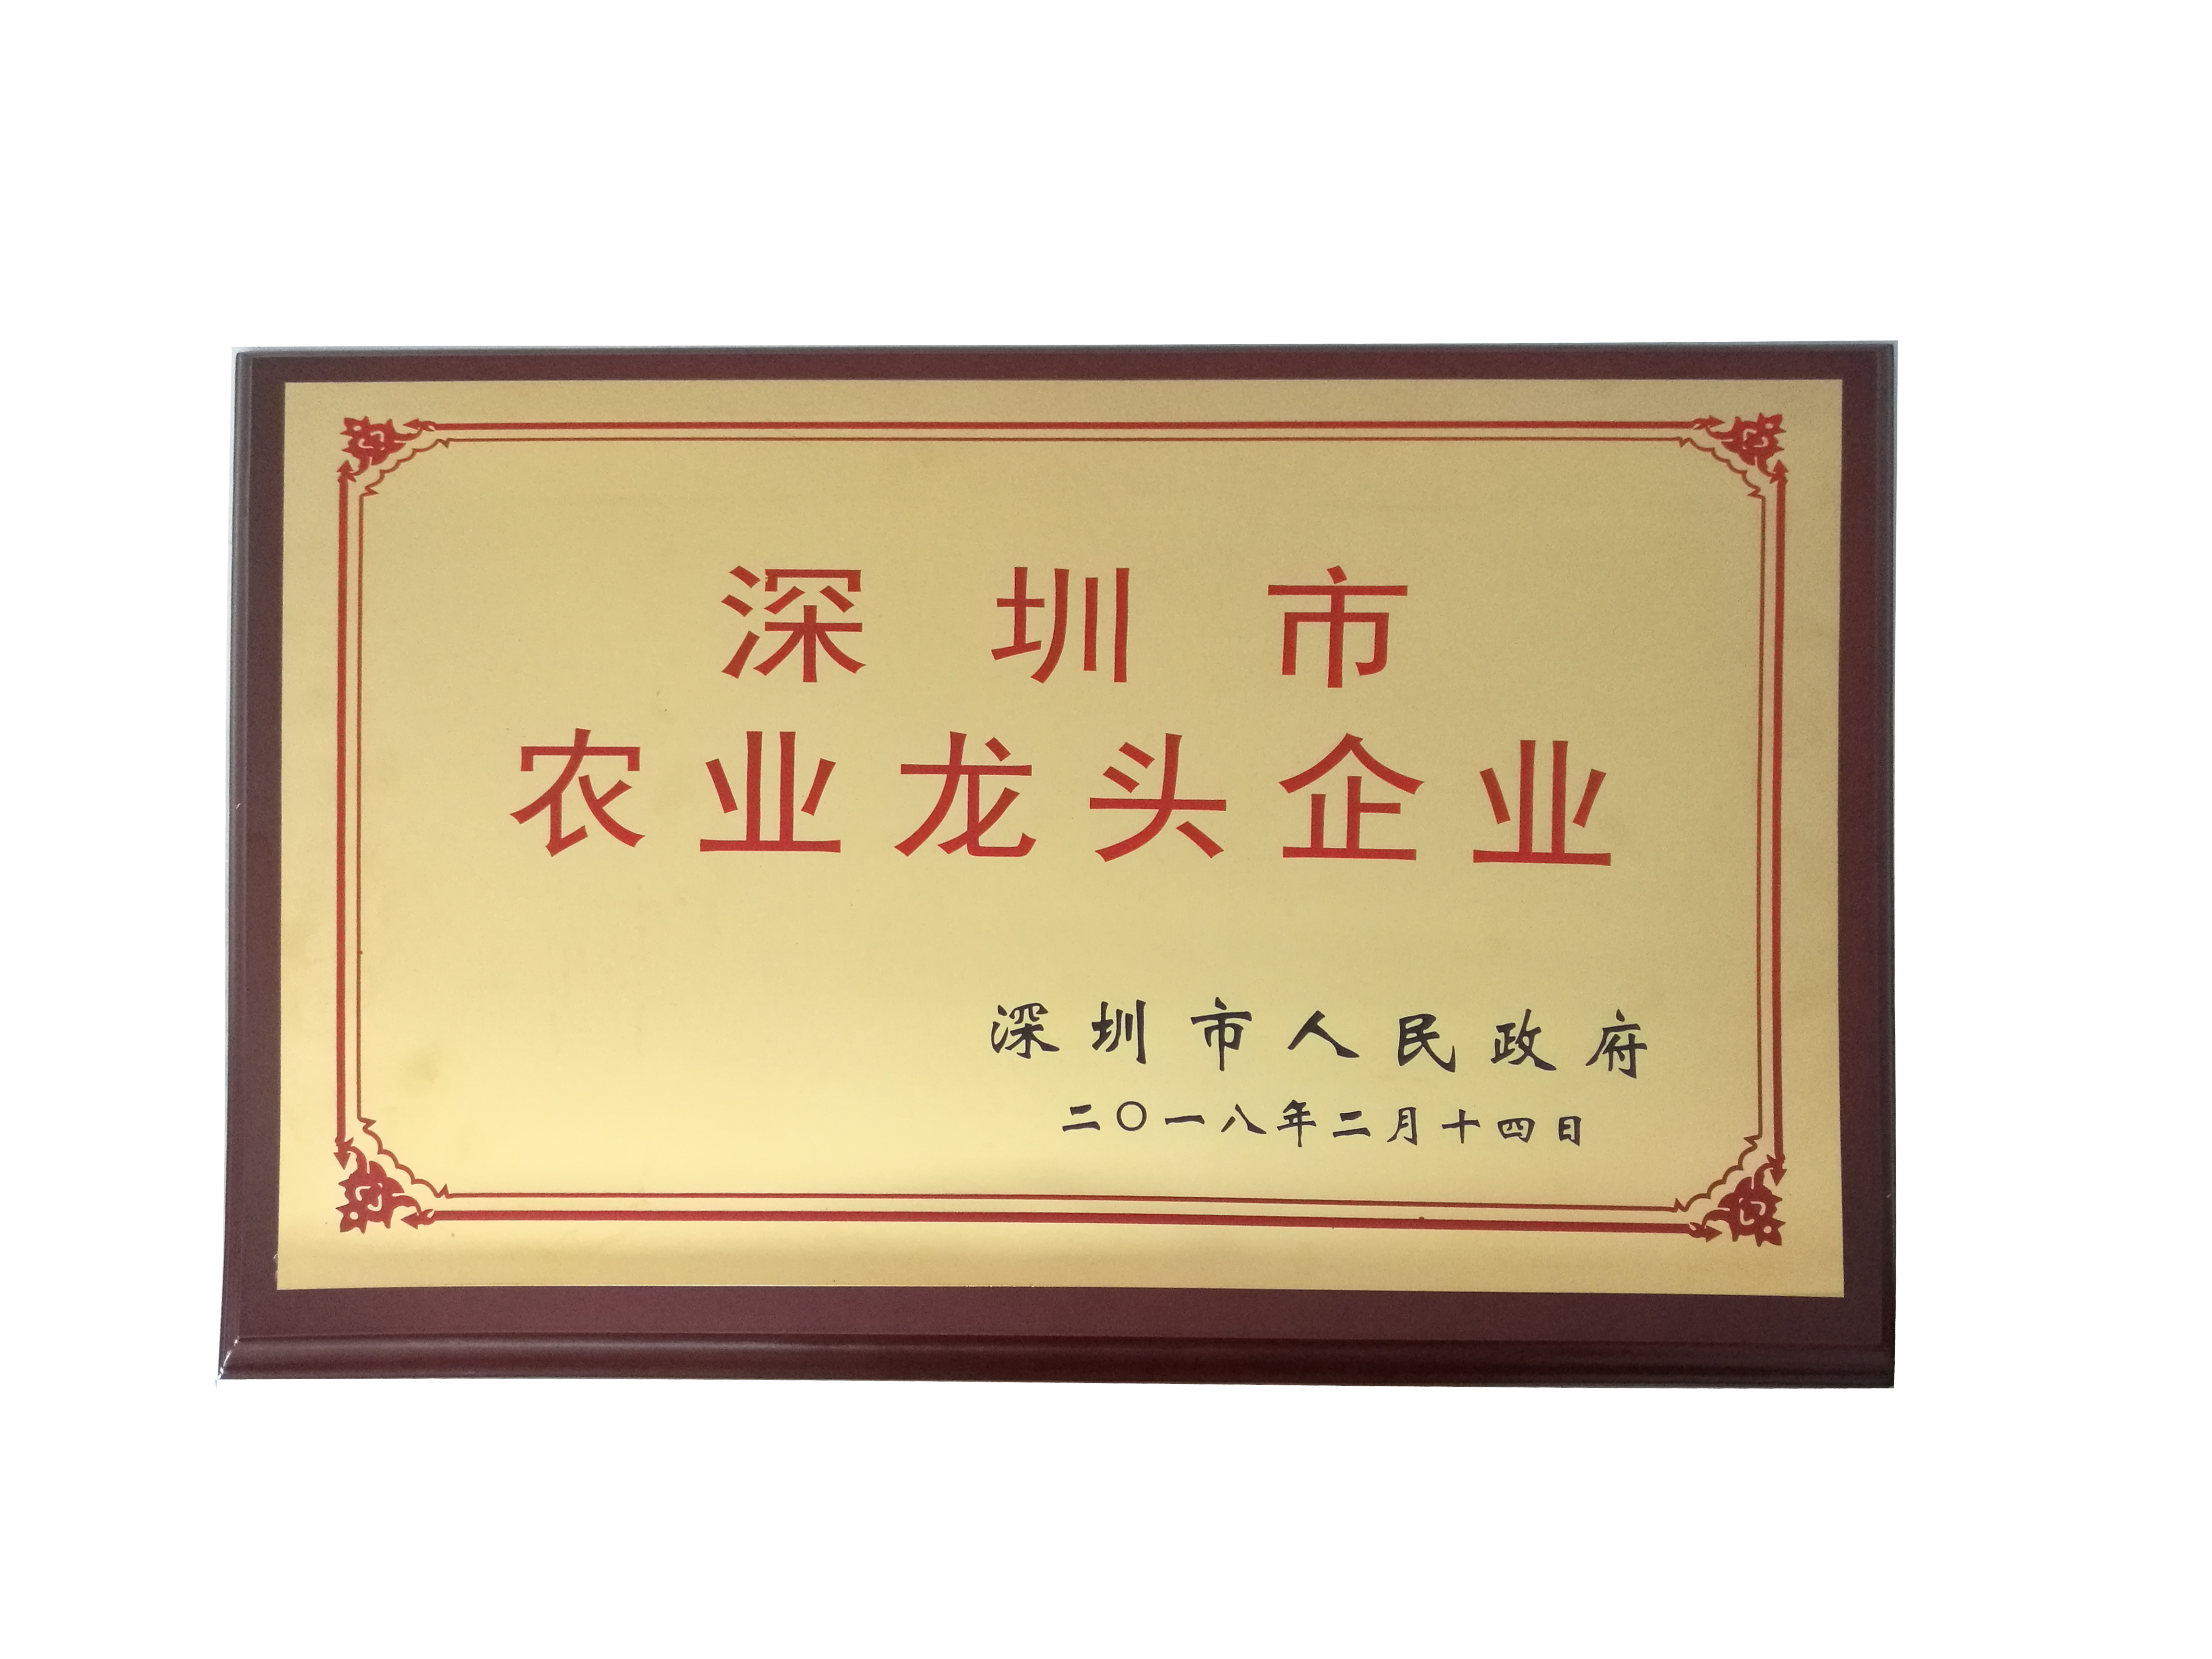 深圳市
农业龙头企业
深圳市人民政府
二〇一八年二月十四日